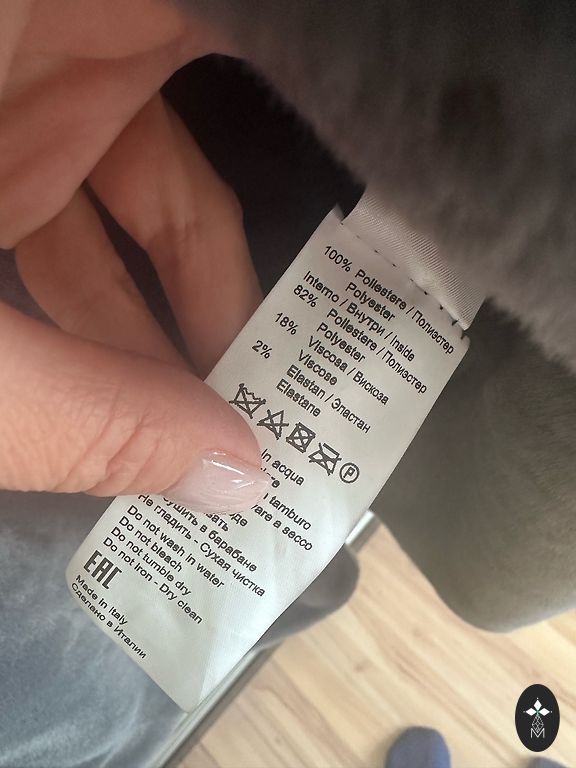 100% Poliestere / Полиэстер
Polyester
Interno / Внутри / Inside
82% Poliestere / Полиэстер
Polyester
18% Viscosa / Вискоза
Viscose
2% Elastan / Эластан
Elastane
P
in acqua
tamburo
a secco
в барабане
Не гладить - Сухая чистка
Do not wash in water
Do not bleach
Do not tumble dry
Do not iron - Dry clean
EAC
Made in Italy
Сделано в Италии
M